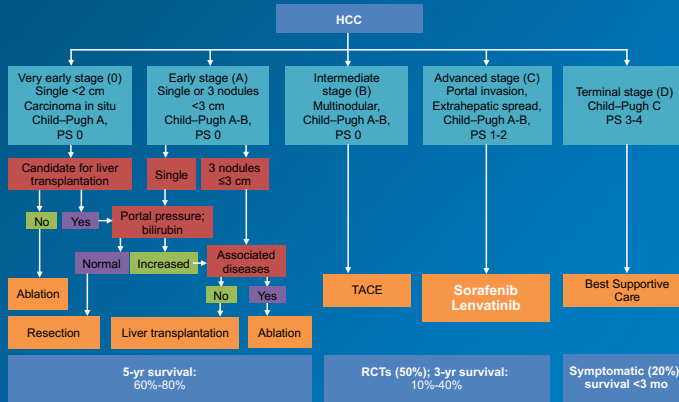 HCC
Very early stage (0)
Single <2 cm
Carcinoma in situ
Child–Pugh A,
PS 0
Early stage (A)
Single or 3 nodules
<3 cm
Child–Pugh A-B,
PS 0
Intermediate
stage (B)
Multinodular,
Child–Pugh A-B,
PS 0
Advanced stage (C)
Portal invasion,
Extrahepatic spread,
Child–Pugh A-B,
PS 1-2
Terminal stage (D)
Child–Pugh C
PS 3-4
Candidate for liver
transplantation
Single
3 nodules
≤3 cm
No
Yes
Portal pressure;
bilirubin
Normal
Increased
Associated
diseases
No
Yes
Ablation
Resection
Liver transplantation
Ablation
TACE
Sorafenib
Lenvatinib
Best Supportive
Care
5-yr survival:
60%-80%
RCTs (50%); 3-yr survival:
10%-40%
Symptomatic (20%)
survival <3 mo